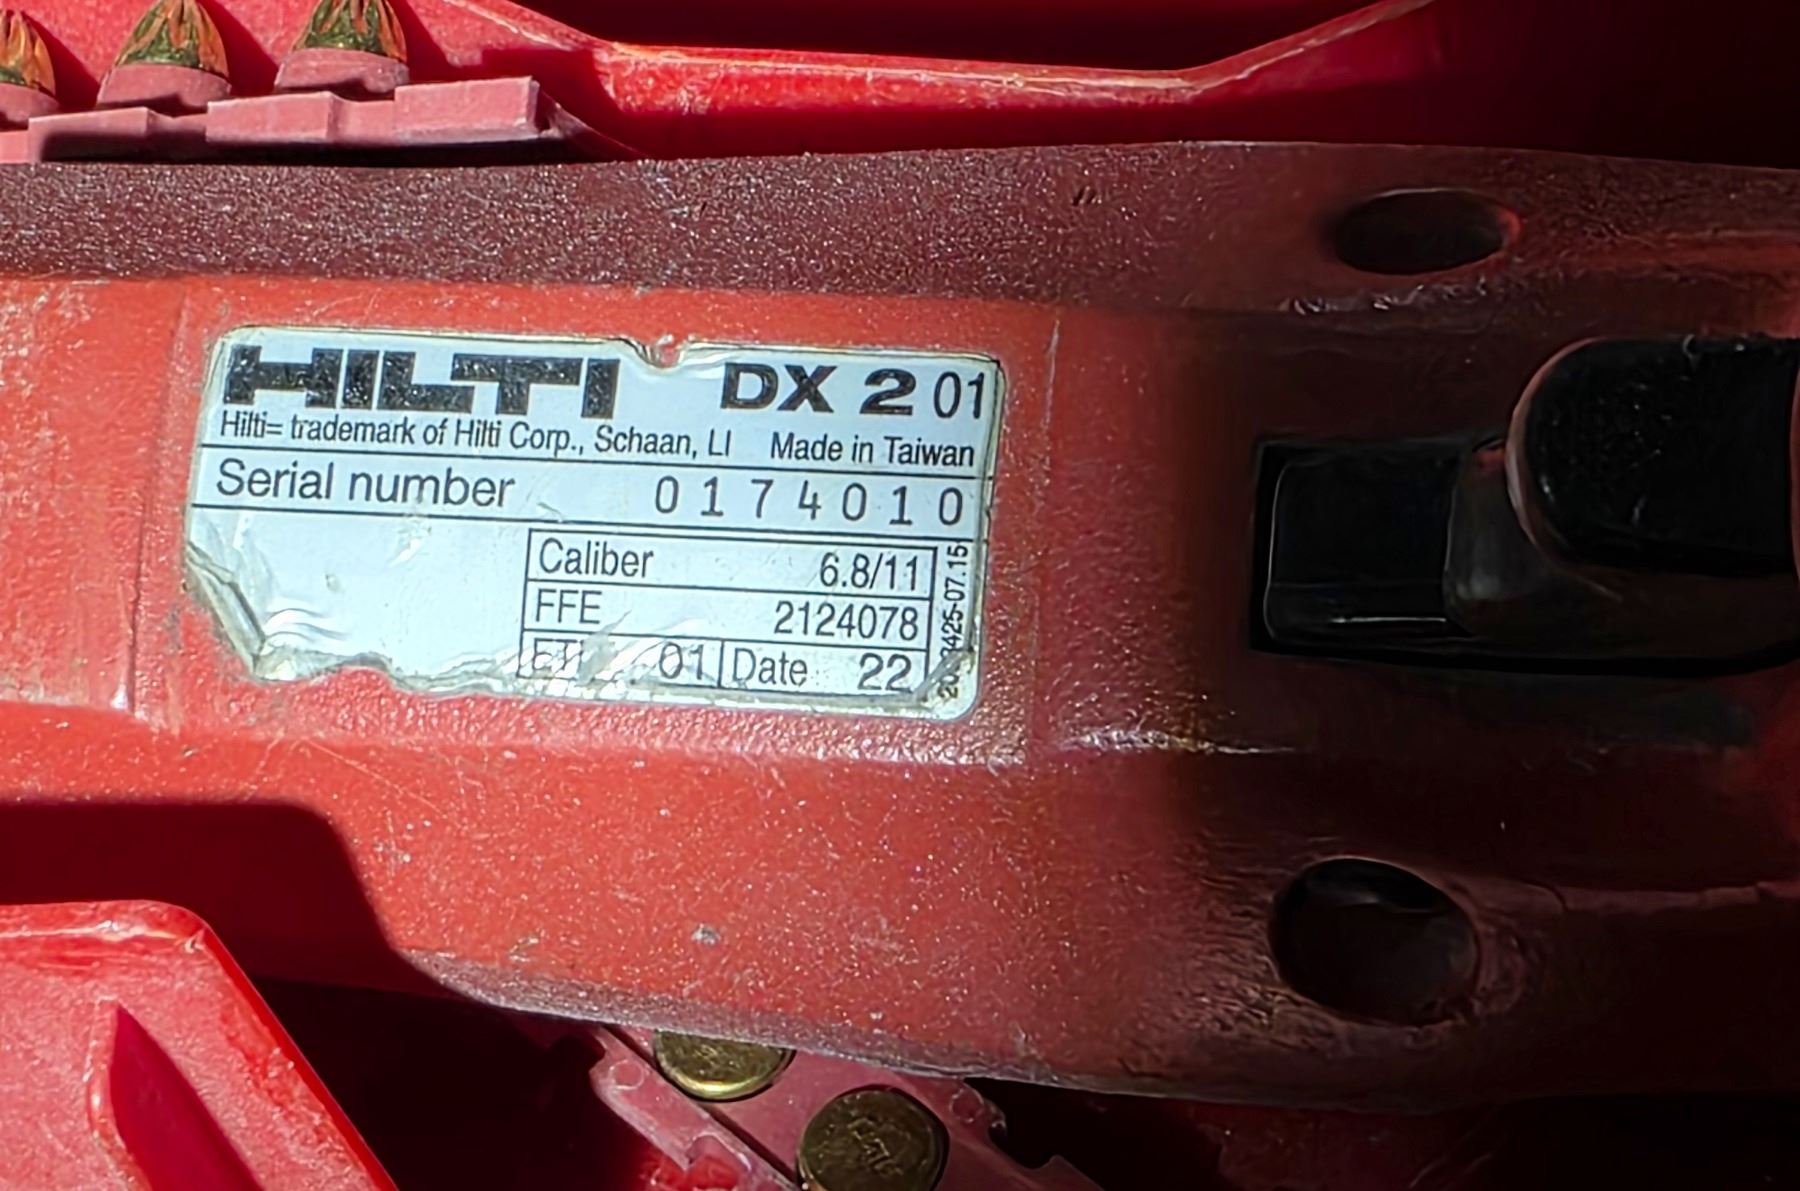 HILTI DX 2 01
Hilti= trademark of Hilti Corp., Schaan, LI Made in Taiwan
Serial number 0174010
Caliber 6.8/11
FFE 2124078
01 Date 22